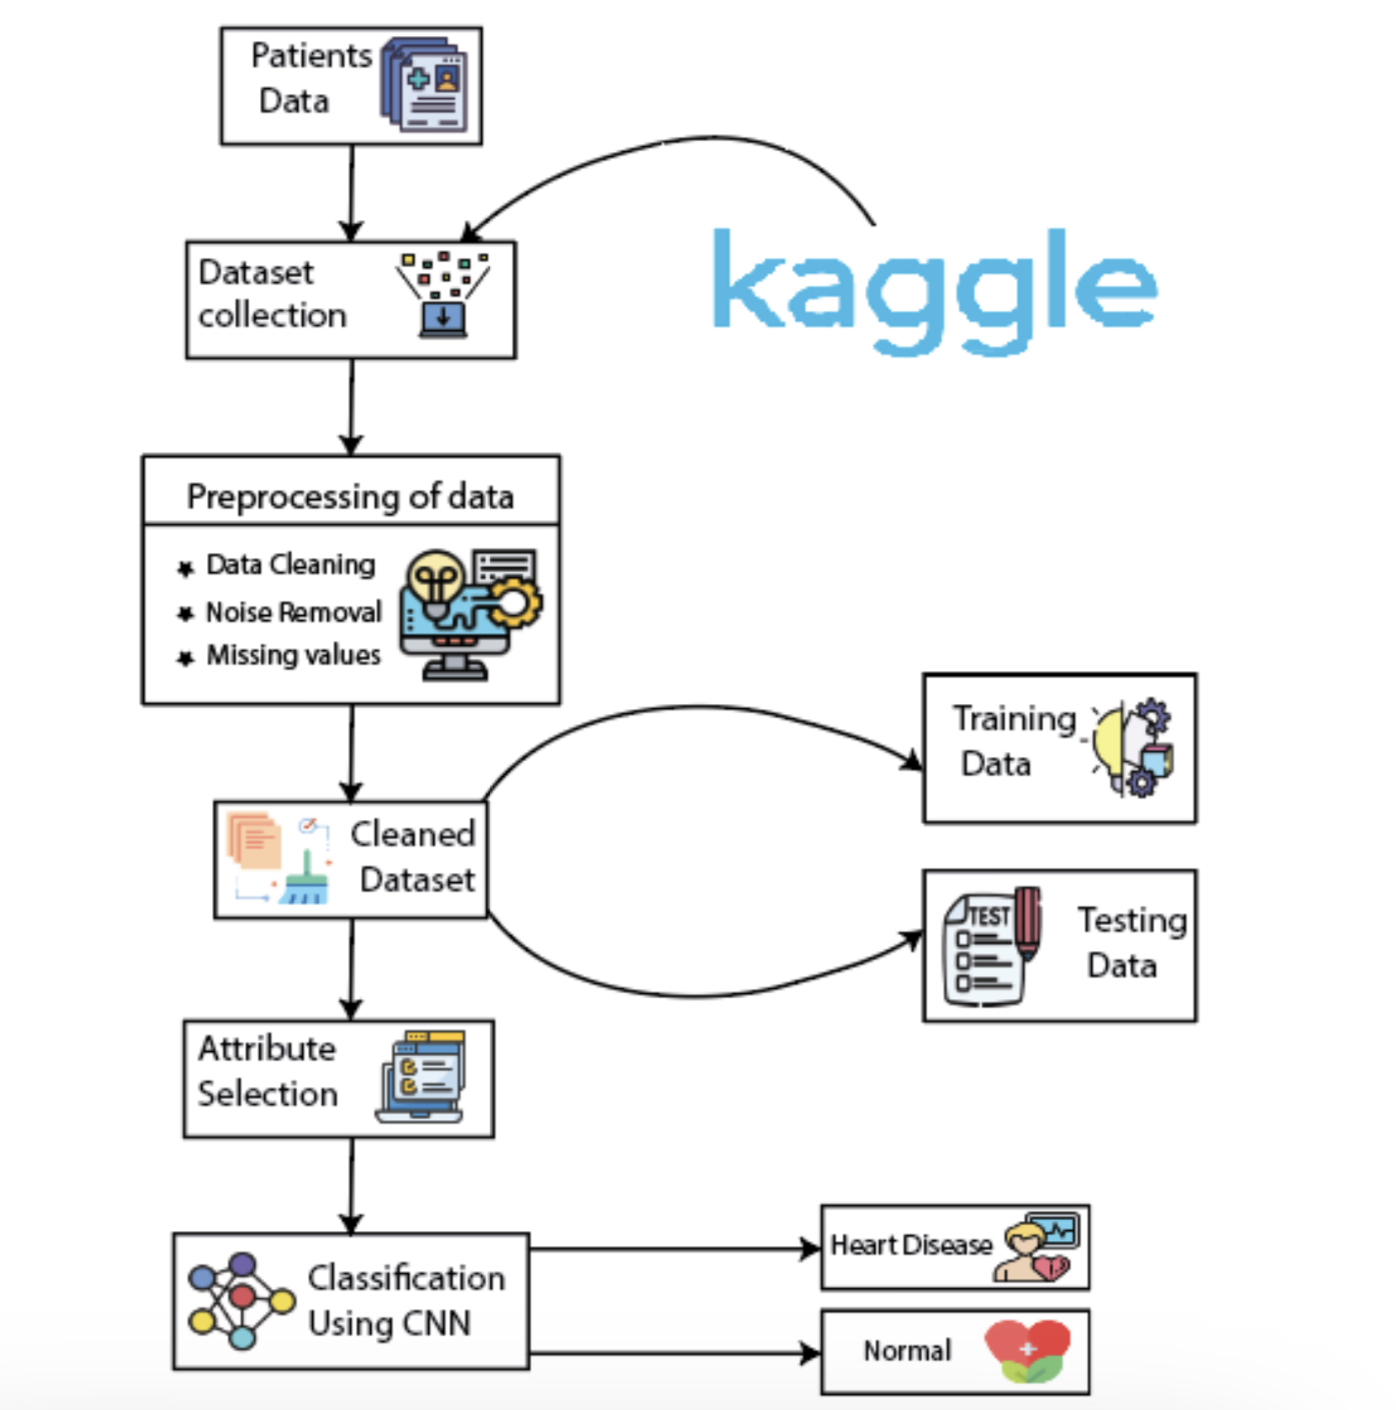 Patients
Data
kaggle
Dataset
collection
Preprocessing of data
Data Cleaning
Noise Removal
Missing values
Training
Data
Cleaned
Dataset
TEST
Testing
Data
Attribute
Selection
Classification
Using CNN
Heart Disease
Normal